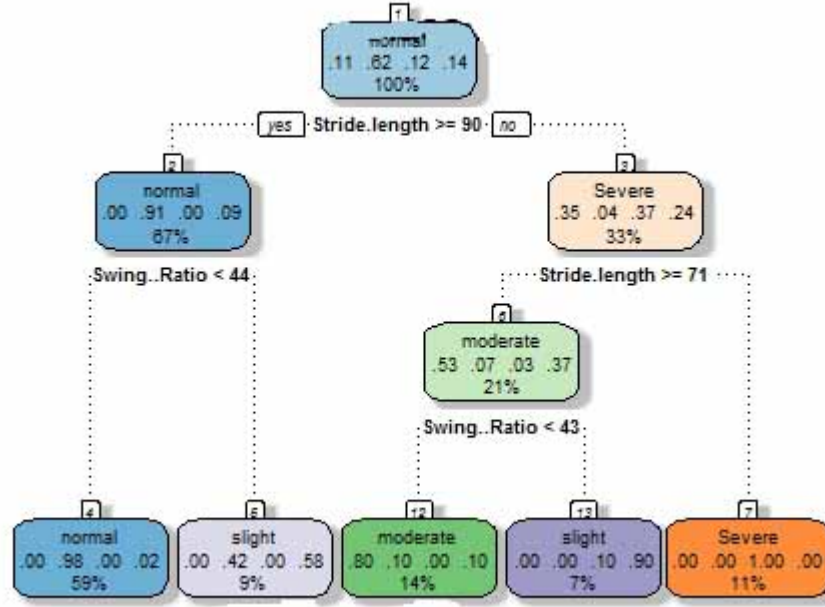 1
normal
.11 .62 .12 .14
100%
yes Stride.length >= 90 no
2
normal
.00 .91 .00 .09
67%
3
Severe
.35 .04 .37 .24
33%
Swing..Ratio < 44
Stride.length >= 71
6
moderate
.53 .07 .03 .37
21%
Swing..Ratio < 43
4
normal
.00 .98 .00 .02
59%
5
slight
.00 .42 .00 .58
9%
12
moderate
.80 .10 .00 .10
14%
13
slight
.00 .00 .10 .90
7%
7
Severe
.00 .00 1.00 .00
11%